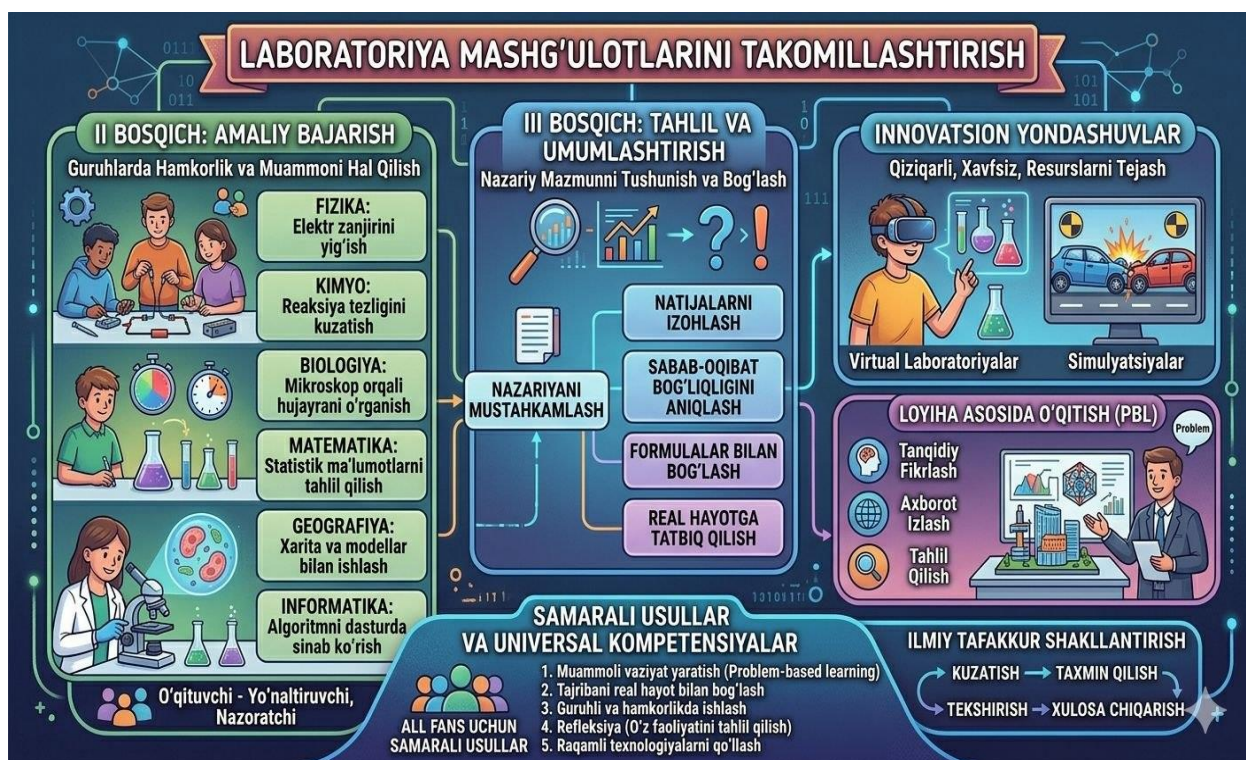 LABORATORIYA MASHG'ULOTLARINI TAKOMILLASHTIRISH
II BOSQICH: AMALIY BAJARISH
Guruhlarda Hamkorlik va Muammoni Hal Qilish
FIZIKA:
Elektr zanjirini
yig'ish
KIMYO:
Reaksiya tezligini
kuzatish
BIOLOGIYA:
Mikroskop orqali
hujayrani o'rganish
MATEMATIKA:
Statistik ma'lumotlarni
tahlil qilish
GEOGRAFIYA:
Xarita va modellar
bilan ishlash
INFORMATIKA:
Algoritmni dasturda
sinab ko'rish
O'qituvchi - Yo'naltiruvchi,
Nazoratchi
III BOSQICH: TAHLIL VA
UMUMLASHTIRISH
Nazariy Mazmunni Tushunish va Bog'lash
NAZARIYANI
MUSTAHKAMLASH
NATIJALARNI
IZOHLASH
SABAB-OQIBAT
BOG'LIQLIGINI
ANIQLASH
FORMULALAR BILAN
BOG'LASH
REAL HAYOTGA
TATBIQ QILISH
INNOVATSION YONDASHUVLAR
Qiziqarli, Xavfsiz, Resurslarni Tejash
Virtual Laboratoriyalar
Simulyatsiyalar
LOYIHA ASOSIDA O'QITISH (PBL)
Problem
Tanqidiy
Fikrlash
Axborot
Izlash
Tahlil
Qilish
SAMARALI USULLAR
VA UNIVERSAL KOMPETENSIYALAR
ALL FANS UCHUN
SAMARALI USULLAR
1. Muammoli vaziyat yaratish (Problem-based learning)
2. Tajribani real hayot bilan bog'lash
3. Guruhli va hamkorlikda ishlash
4. Refleksiya (O'z faoliyatini tahlil qilish)
5. Raqamli texnologiyalarni qo'llash
ILMIY TAFAKKUR SHAKLLANTIRISH
KUZATISH → TAXMIN QILISH
TEKSHIRISH → XULOSA CHIQARISH